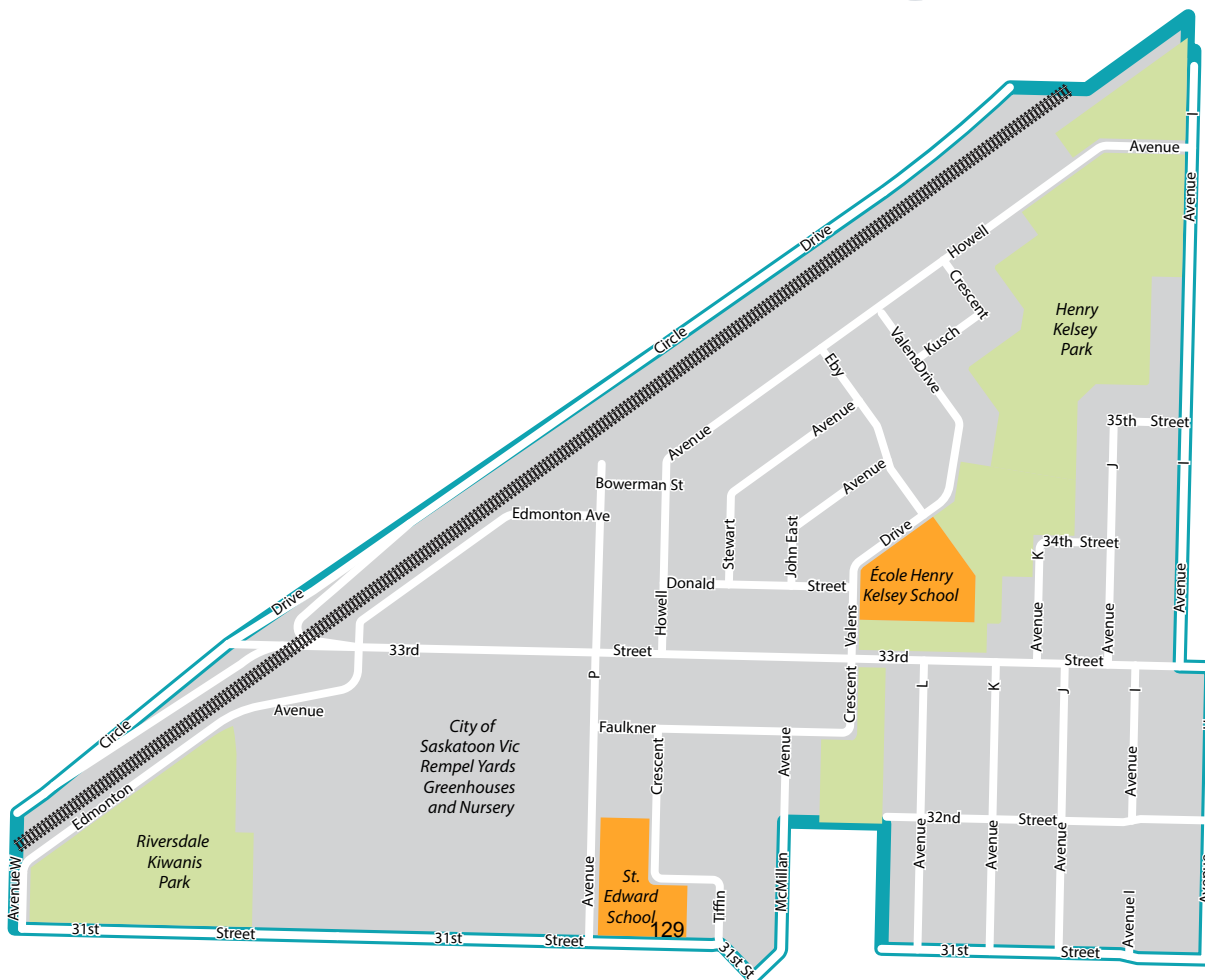 I
Avenue
Avenue
Drive
Howell
Crescent
Circle
Henry
Kelsey
Park
Kusch
Valens
Drive
Eby
35th Street
Avenue
Avenue
J
I
Avenue
Bowerman St
Edmonton Ave
Drive
Stewart
John East
34th Street
K
École Henry
Kelsey School
Donald
Street
Avenue
Drive
Howell
Valens
Avenue
Avenue
33rd
Street
33rd
Street
P
L
K
J
I
Crescent
Avenue
Circle
Faulkner
Avenue
City of
Saskatoon Vic
Rempel Yards
Greenhouses
and Nursery
Crescent
Avenue
Edmonton
32nd
Street
Riversdale
Kiwanis
Park
Avenue
Avenue
Avenue
Avenue W
Avenue
St.
Edward
School
129
Tiffin
McMillan
Avenue I
31st
Street
31st
Street
31st St
31st
Street